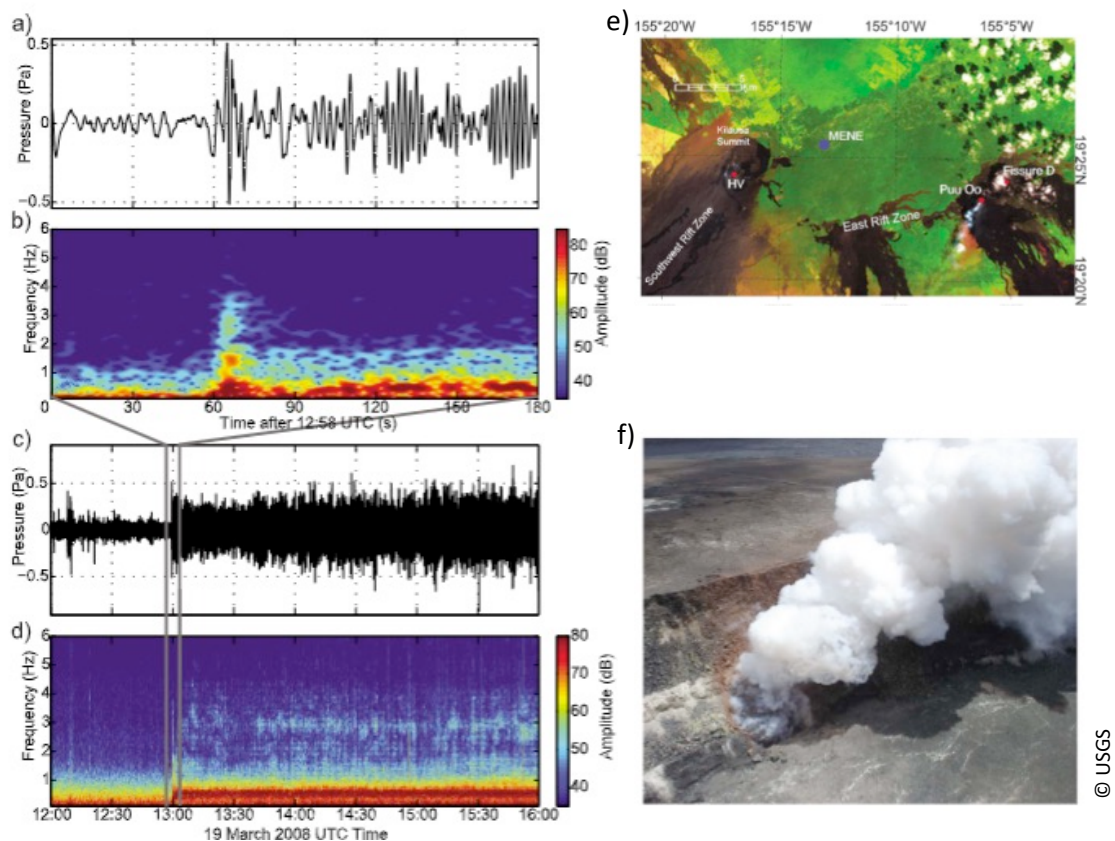 a)
0.5
0
−0.5
Pressure (Pa)
b)
6
5
4
3
2
1
Frequency (Hz)
80
70
60
50
40
Amplitude (dB)
0 30 60 90 120 150 180
Time after 12:58 UTC (s)
c)
0.5
0
−0.5
Pressure (Pa)
d)
6
5
4
3
2
1
Frequency (Hz)
80
70
60
50
40
Amplitude (dB)
12:00 12:30 13:00 13:30 14:00 14:30 15:00 15:30 16:00
19 March 2008 UTC Time
e)
155°20'W 155°15'W 155°10'W 155°5'W
19°25'N
19°20'N
Kilauea
Summit
MENE
HV
Fissure D
Puu Oo
East Rift Zone
Southwest Rift Zone
f)
© USGS